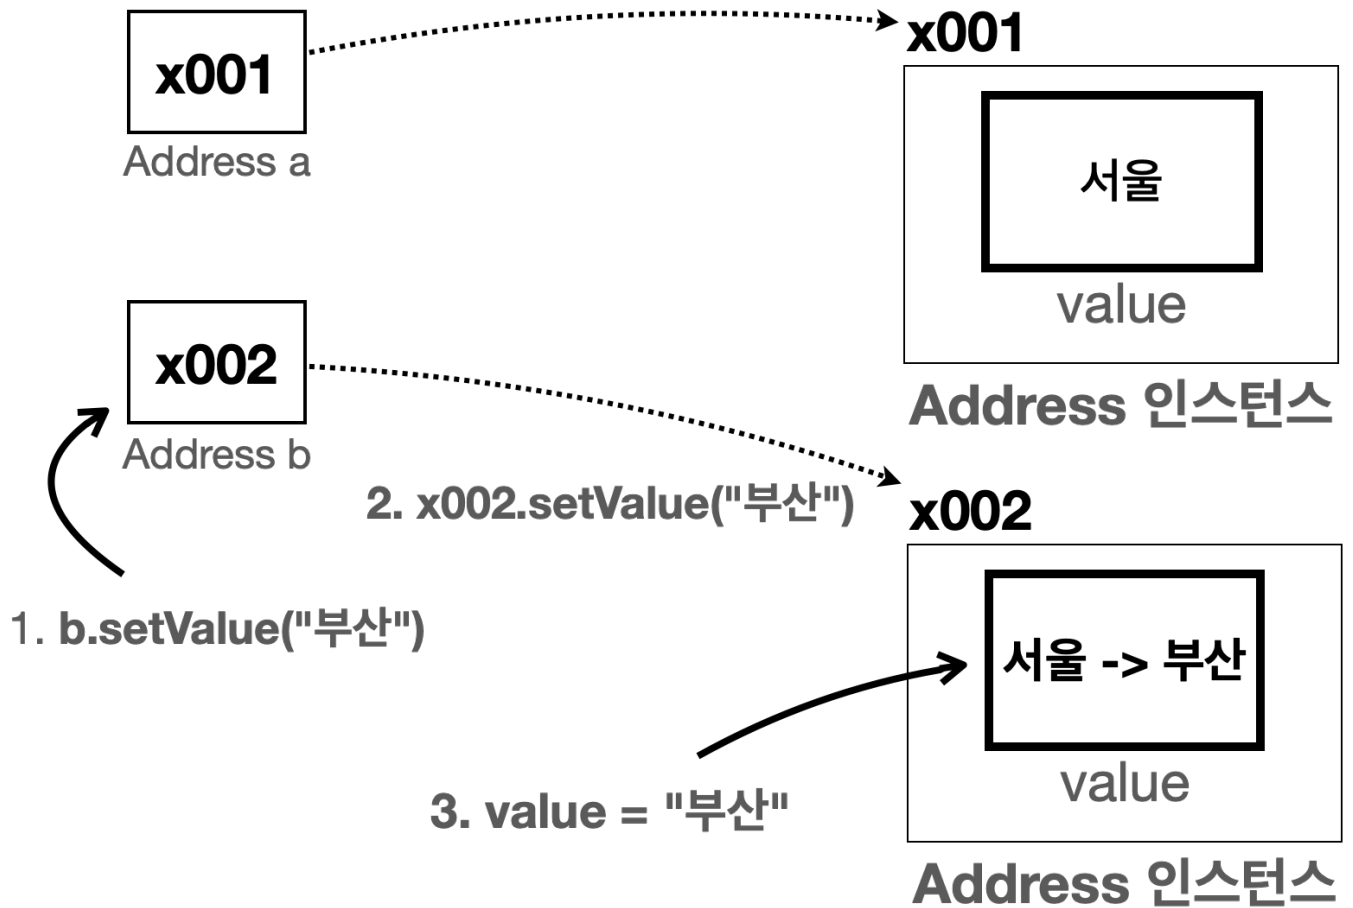 x001
Address a
x001
서울
value
Address 인스턴스
x002
Address b
2. x002.setValue("부산")
x002
1. b.setValue("부산")
서울 -> 부산
value
3. value = "부산"
Address 인스턴스